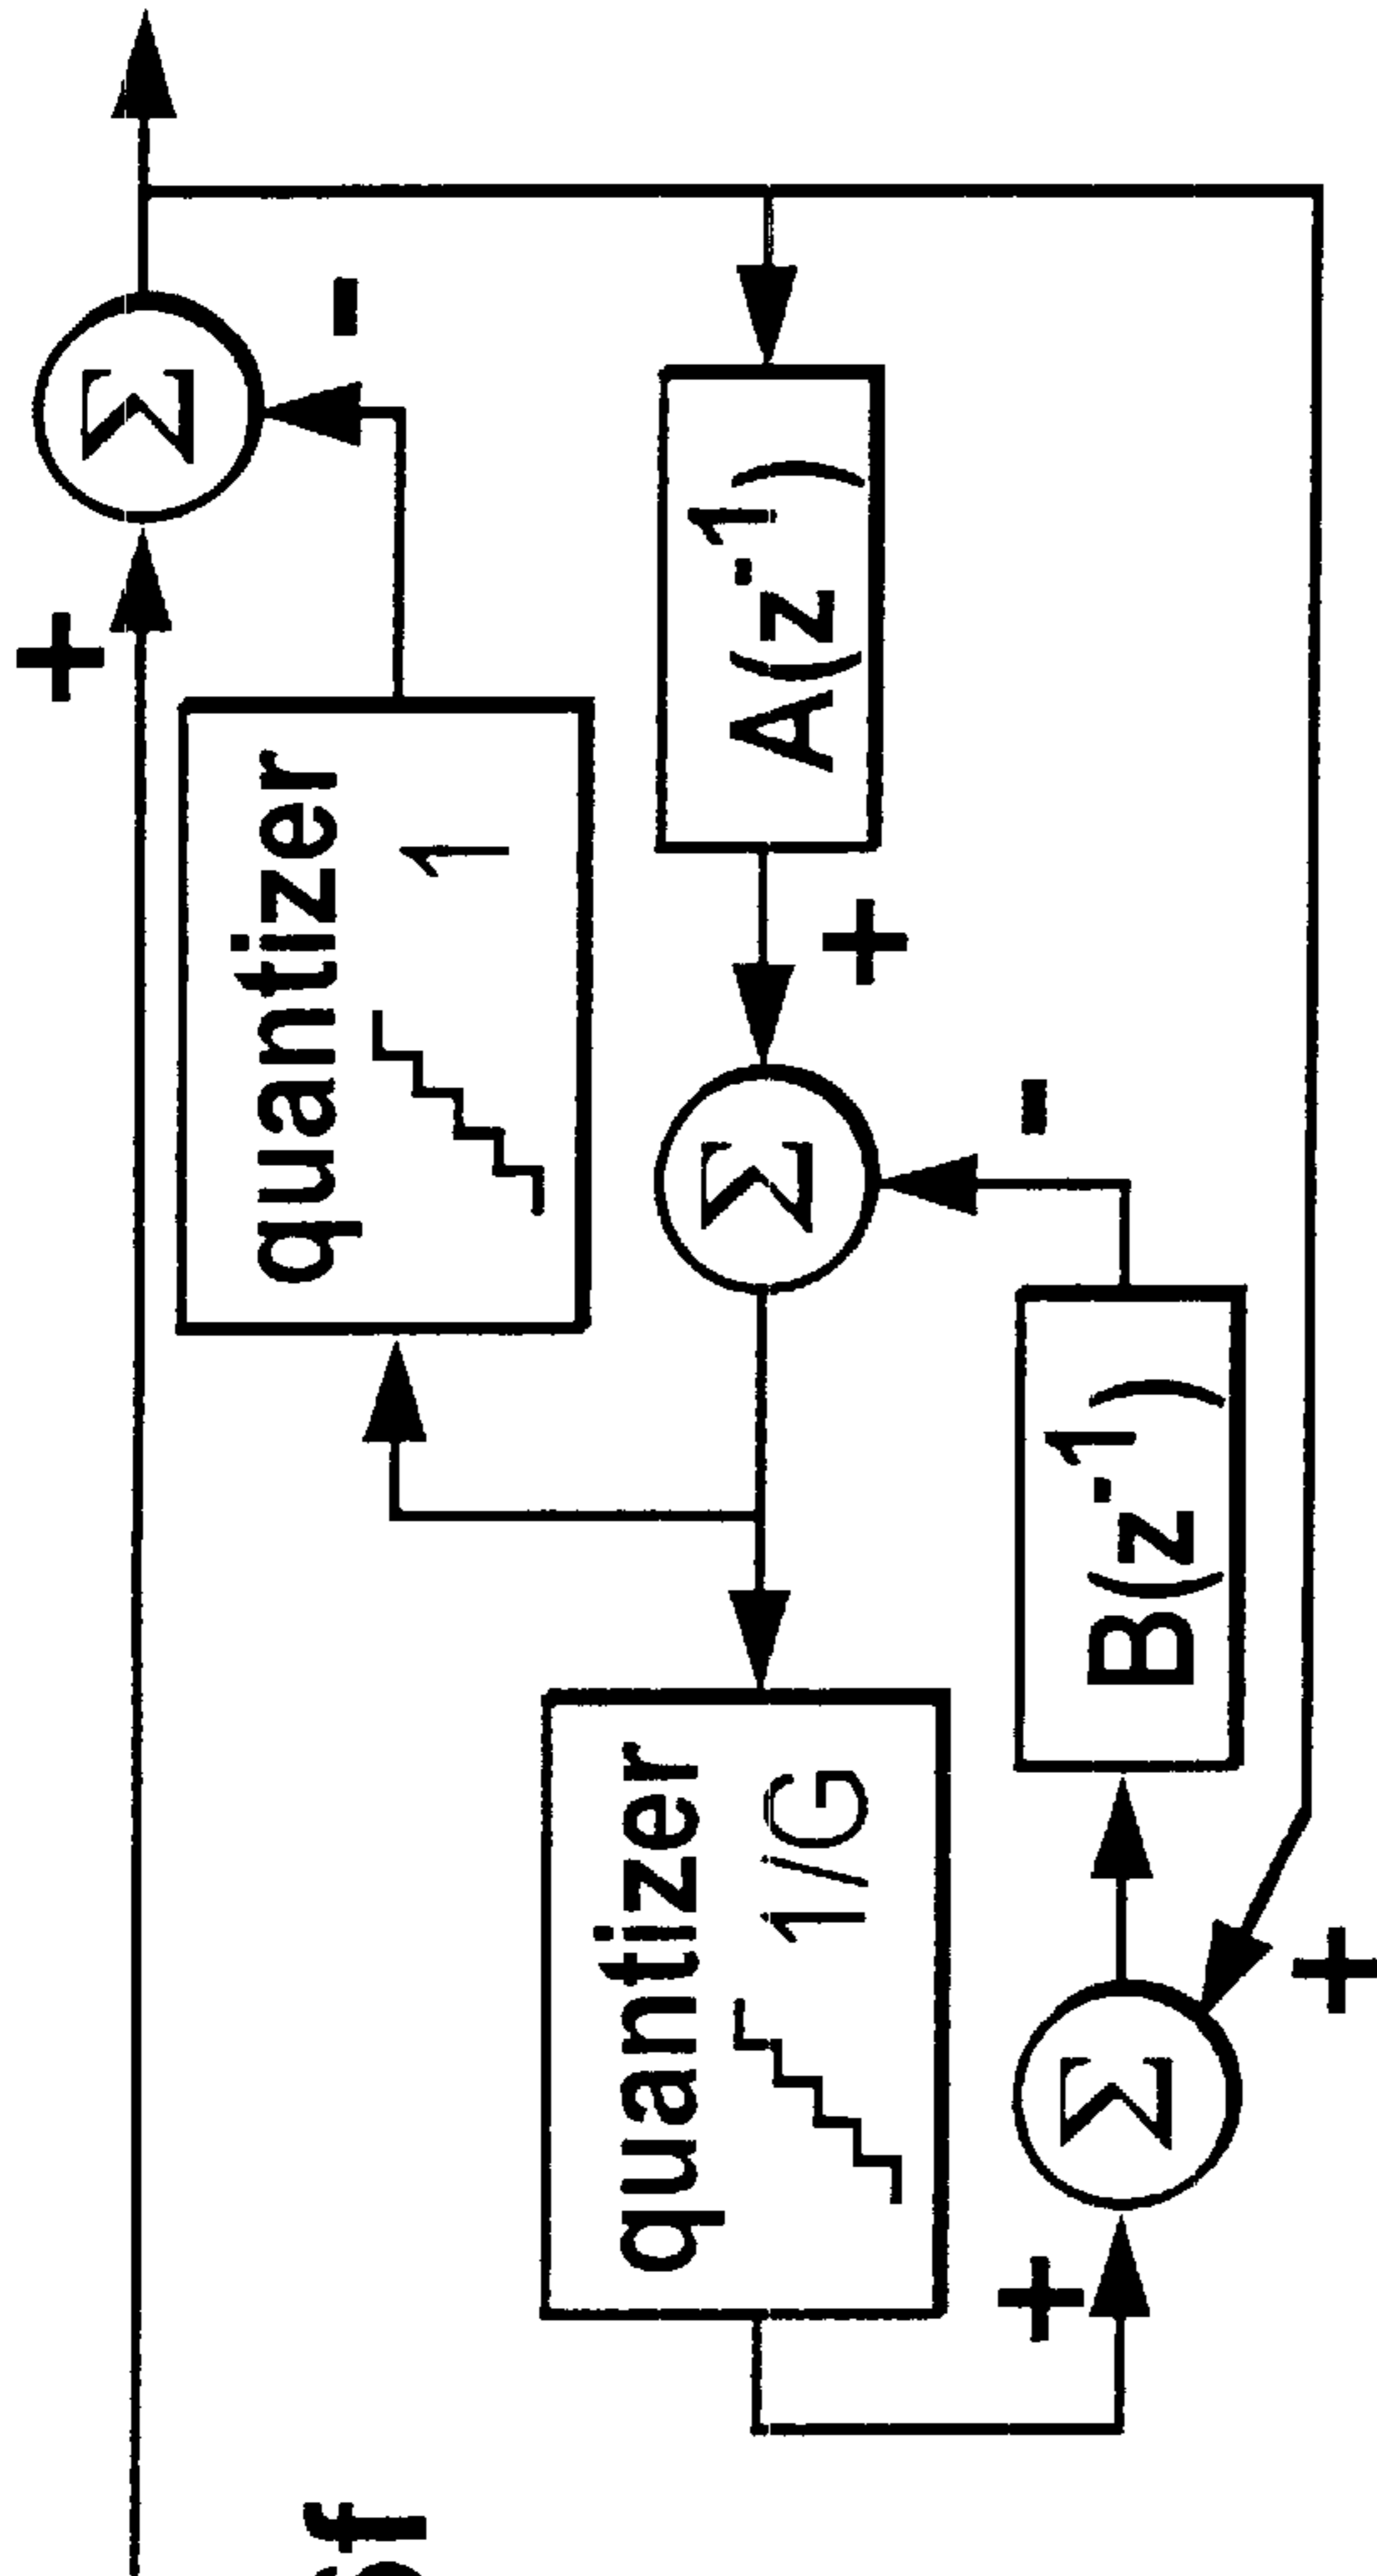 +
Σ
-
quantizer
1
A(z⁻¹)
+
Σ
-
quantizer
1/G
B(z⁻¹)
+
Σ
+